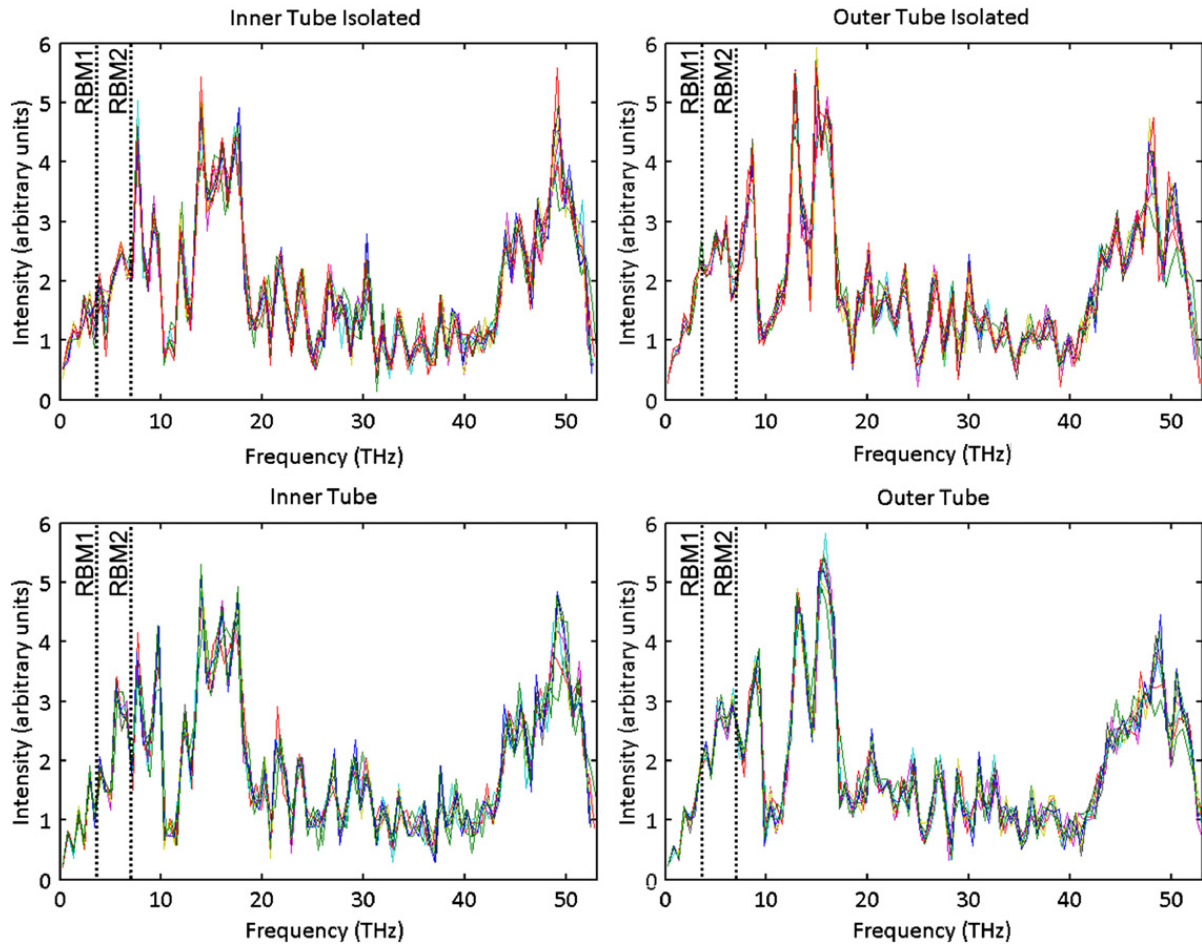 Inner Tube Isolated
Intensity (arbitrary units)
6
5
4
3
2
1
0
RBM1
RBM2
0 10 20 30 40 50
Frequency (THz)
Outer Tube Isolated
Intensity (arbitrary units)
6
5
4
3
2
1
0
RBM1
RBM2
0 10 20 30 40 50
Frequency (THz)
Inner Tube
Intensity (arbitrary units)
6
5
4
3
2
1
0
RBM1
RBM2
0 10 20 30 40 50
Frequency (THz)
Outer Tube
Intensity (arbitrary units)
6
5
4
3
2
1
0
RBM1
RBM2
0 10 20 30 40 50
Frequency (THz)